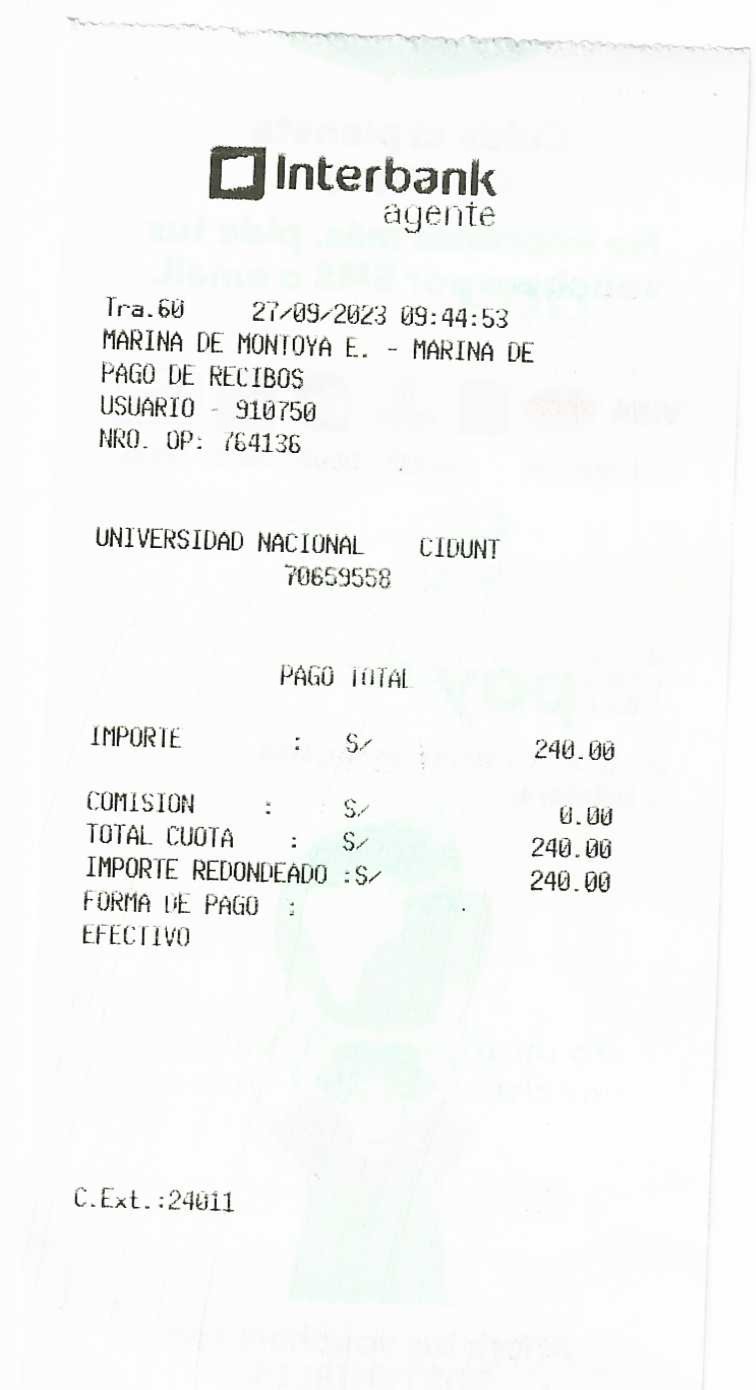 Interbank
agente
Tra.60 27/09/2023 09:44:53
MARINA DE MONTOYA E. - MARINA DE
PAGO DE RECIBOS
USUARIO - 910750
NRO. OP: 764136
UNIVERSIDAD NACIONAL CIDUNT
70659558
PAGO TOTAL
IMPORTE : S/ 240.00
COMISION : S/ 0.00
TOTAL CUOTA : S/ 240.00
IMPORTE REDONDEADO :S/ 240.00
FORMA DE PAGO :
EFECTIVO
C.Ext.:24011